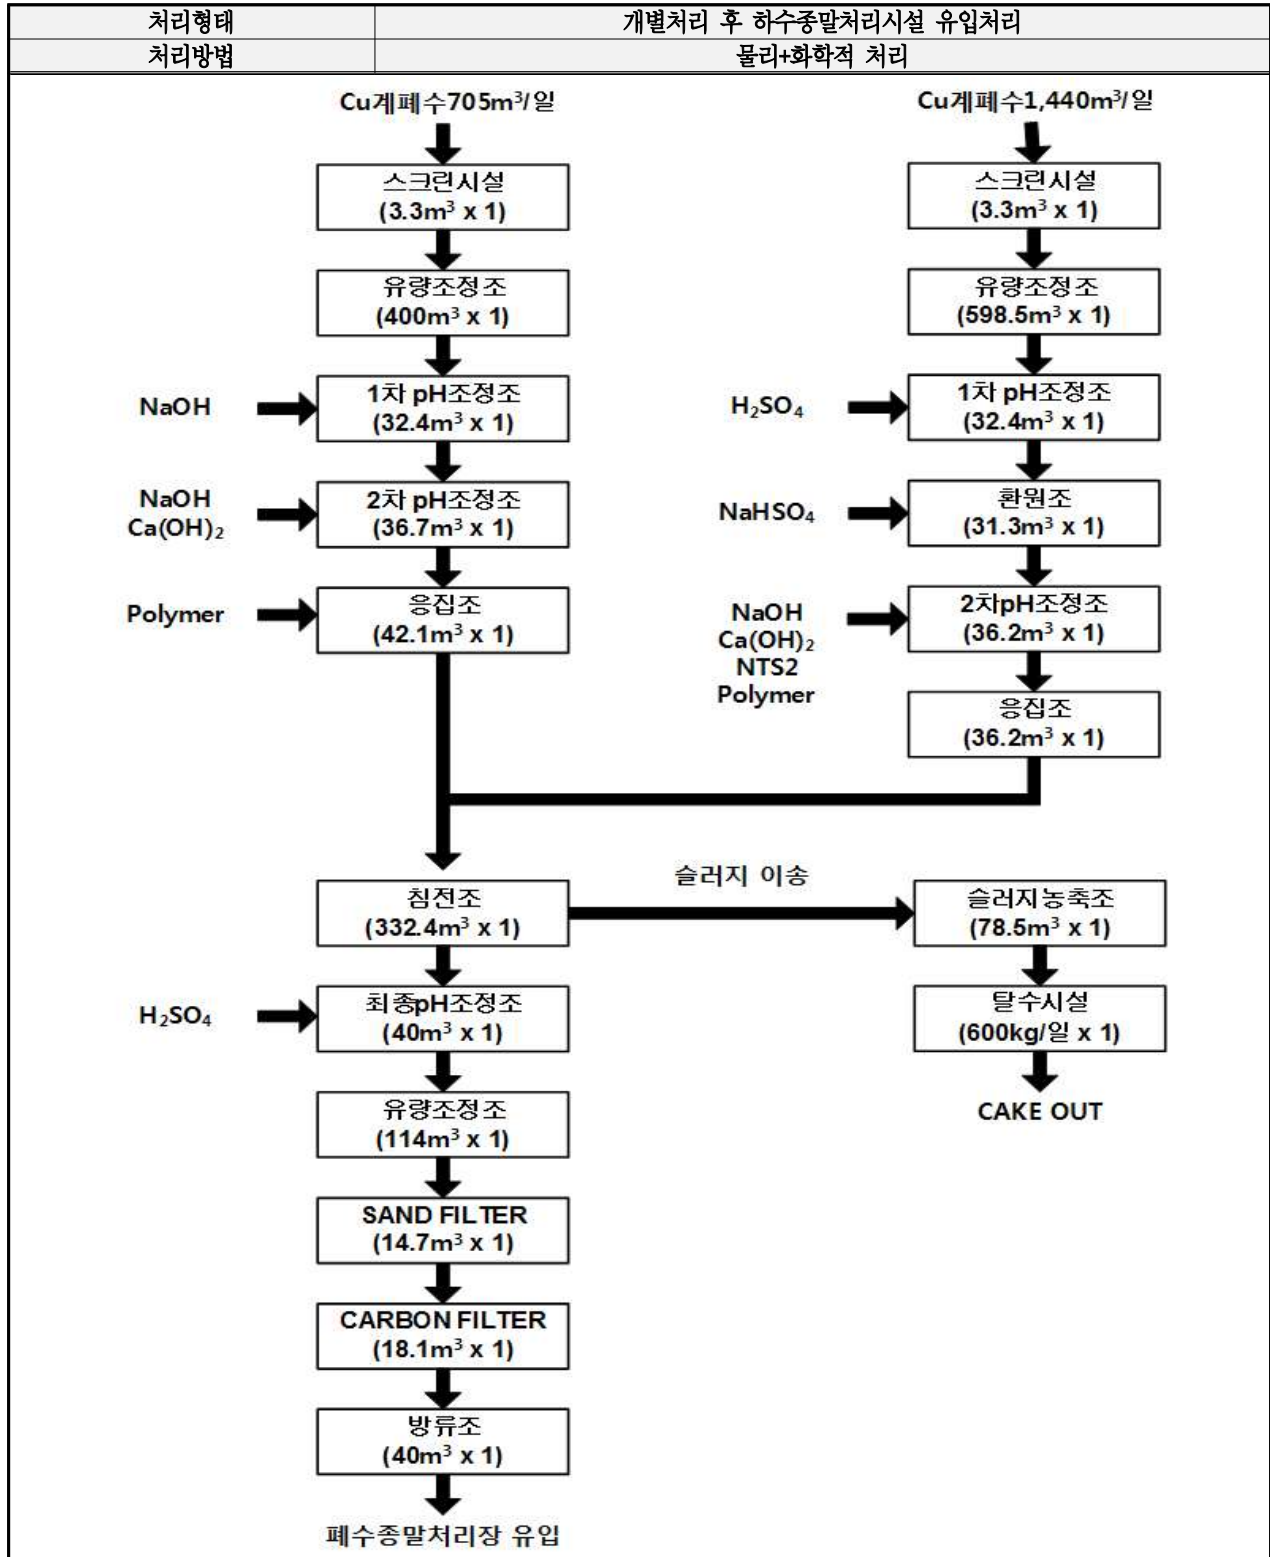 처리형태 개별처리 후 하수종말처리시설 유입처리
처리방법 물리+화학적 처리
Cu계폐수705m³/일
스크린시설
(3.3m³ x 1)
유량조정조
(400m³ x 1)
NaOH
1차 pH조정조
(32.4m³ x 1)
NaOH
Ca(OH)₂
2차 pH조정조
(36.7m³ x 1)
Polymer
응집조
(42.1m³ x 1)
Cu계폐수1,440m³/일
스크린시설
(3.3m³ x 1)
유량조정조
(598.5m³ x 1)
H₂SO₄
1차 pH조정조
(32.4m³ x 1)
NaHSO₄
환원조
(31.3m³ x 1)
NaOH
Ca(OH)₂
NTS2
Polymer
2차pH조정조
(36.2m³ x 1)
응집조
(36.2m³ x 1)
침전조
(332.4m³ x 1)
슬러지 이송
슬러지농축조
(78.5m³ x 1)
탈수시설
(600kg/일 x 1)
CAKE OUT
H₂SO₄
최종pH조정조
(40m³ x 1)
유량조정조
(114m³ x 1)
SAND FILTER
(14.7m³ x 1)
CARBON FILTER
(18.1m³ x 1)
방류조
(40m³ x 1)
폐수종말처리장 유입